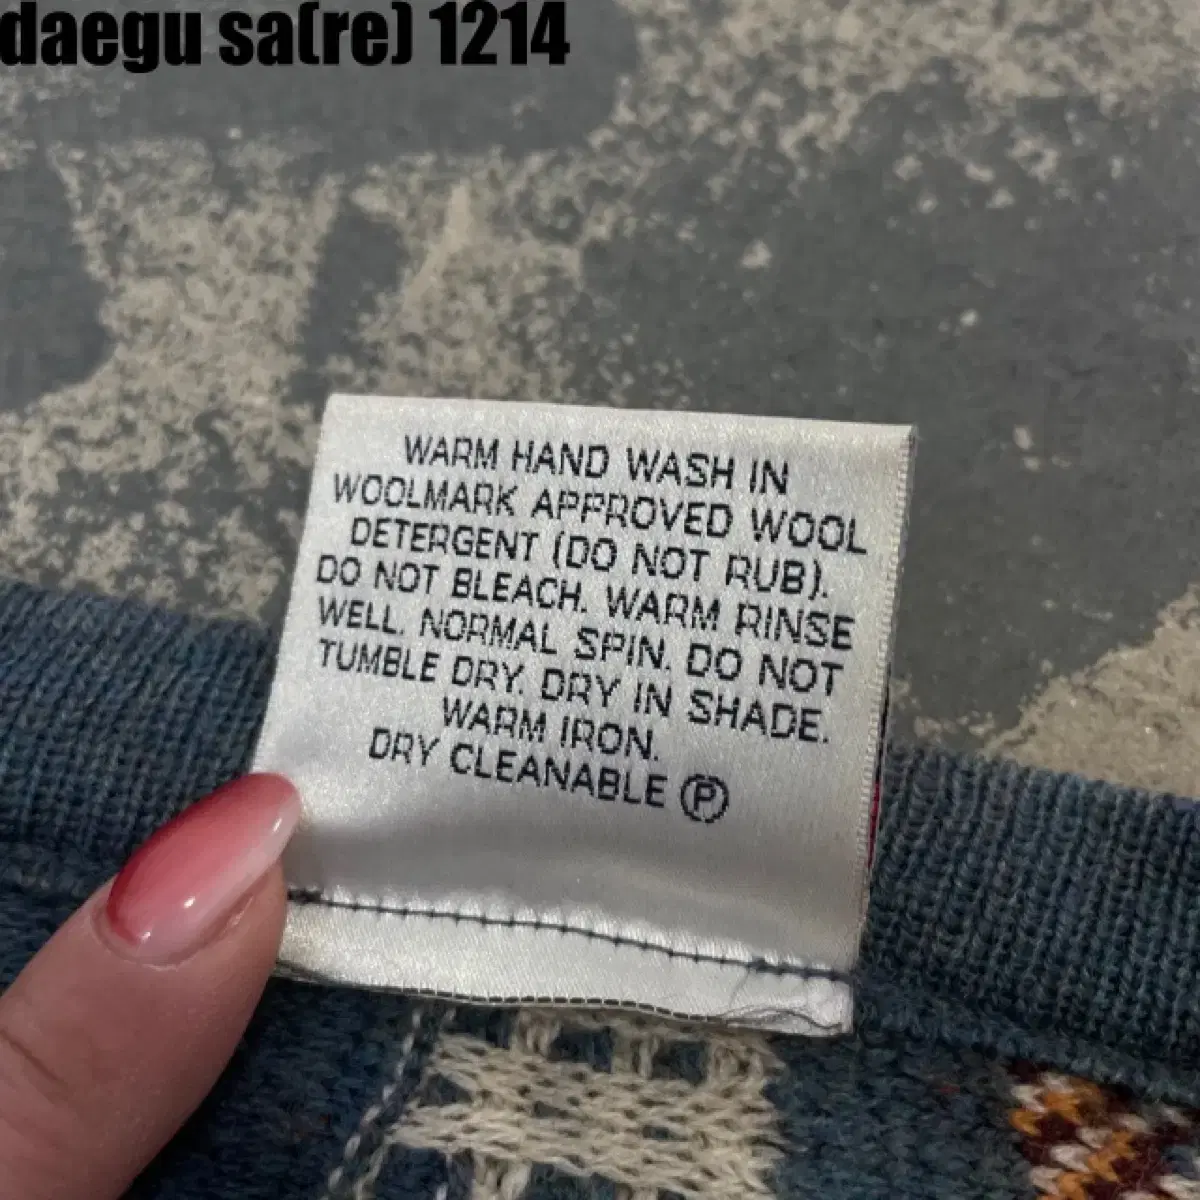 daegu sa(re) 1214
WARM HAND WASH IN
WOOLMARK APPROVED WOOL
DETERGENT (DO NOT RUB).
DO NOT BLEACH. WARM RINSE
WELL. NORMAL SPIN. DO NOT
TUMBLE DRY. DRY IN SHADE.
WARM IRON.
DRY CLEANABLE Ⓟ